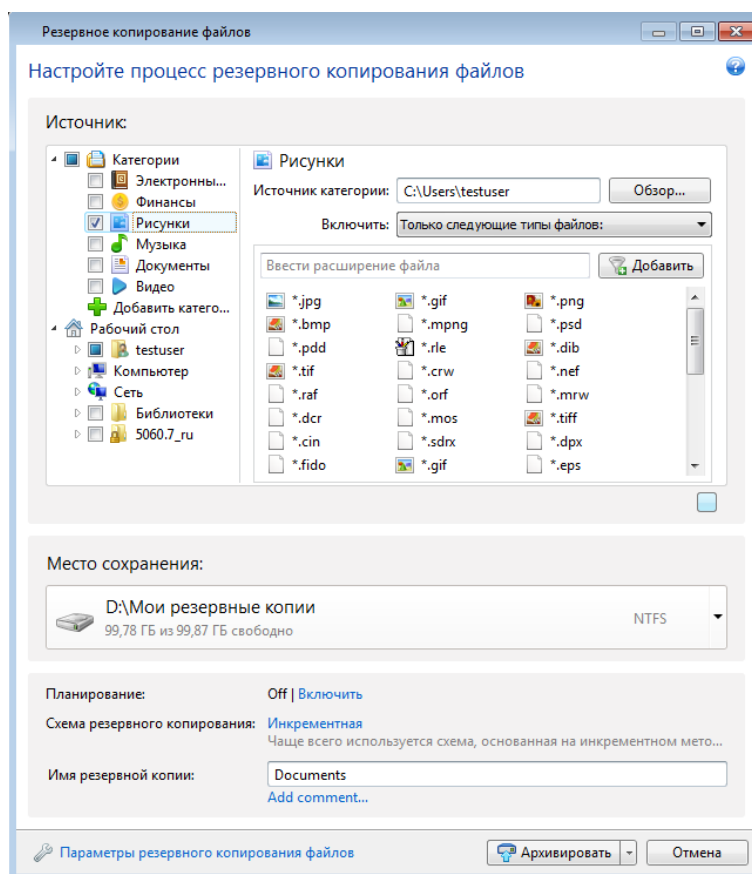 Резервное копирование файлов
Настройте процесс резервного копирования файлов
Источник:
Категории
Электронны...
Финансы
Рисунки
Музыка
Документы
Видео
Добавить катего...
Рабочий стол
testuser
Компьютер
Сеть
Библиотеки
5060.7_ru
Рисунки
Источник категории: C:\Users\testuser Обзор...
Включить: Только следующие типы файлов:
Ввести расширение файла Добавить
*.jpg *.gif *.png
*.bmp *.mpng *.psd
*.pdd *.rle *.dib
*.tif *.crw *.nef
*.raf *.orf *.mrw
*.dcr *.mos *.tiff
*.cin *.sdrx *.dpx
*.fido *.gif *.eps
Место сохранения:
D:\Мои резервные копии
99,78 ГБ из 99,87 ГБ свободно
NTFS
Планирование: Off | Включить
Схема резервного копирования: Инкрементная
Чаще всего используется схема, основанная на инкрементном мето...
Имя резервной копии: Documents
Add comment...
Параметры резервного копирования файлов Архивировать Отмена